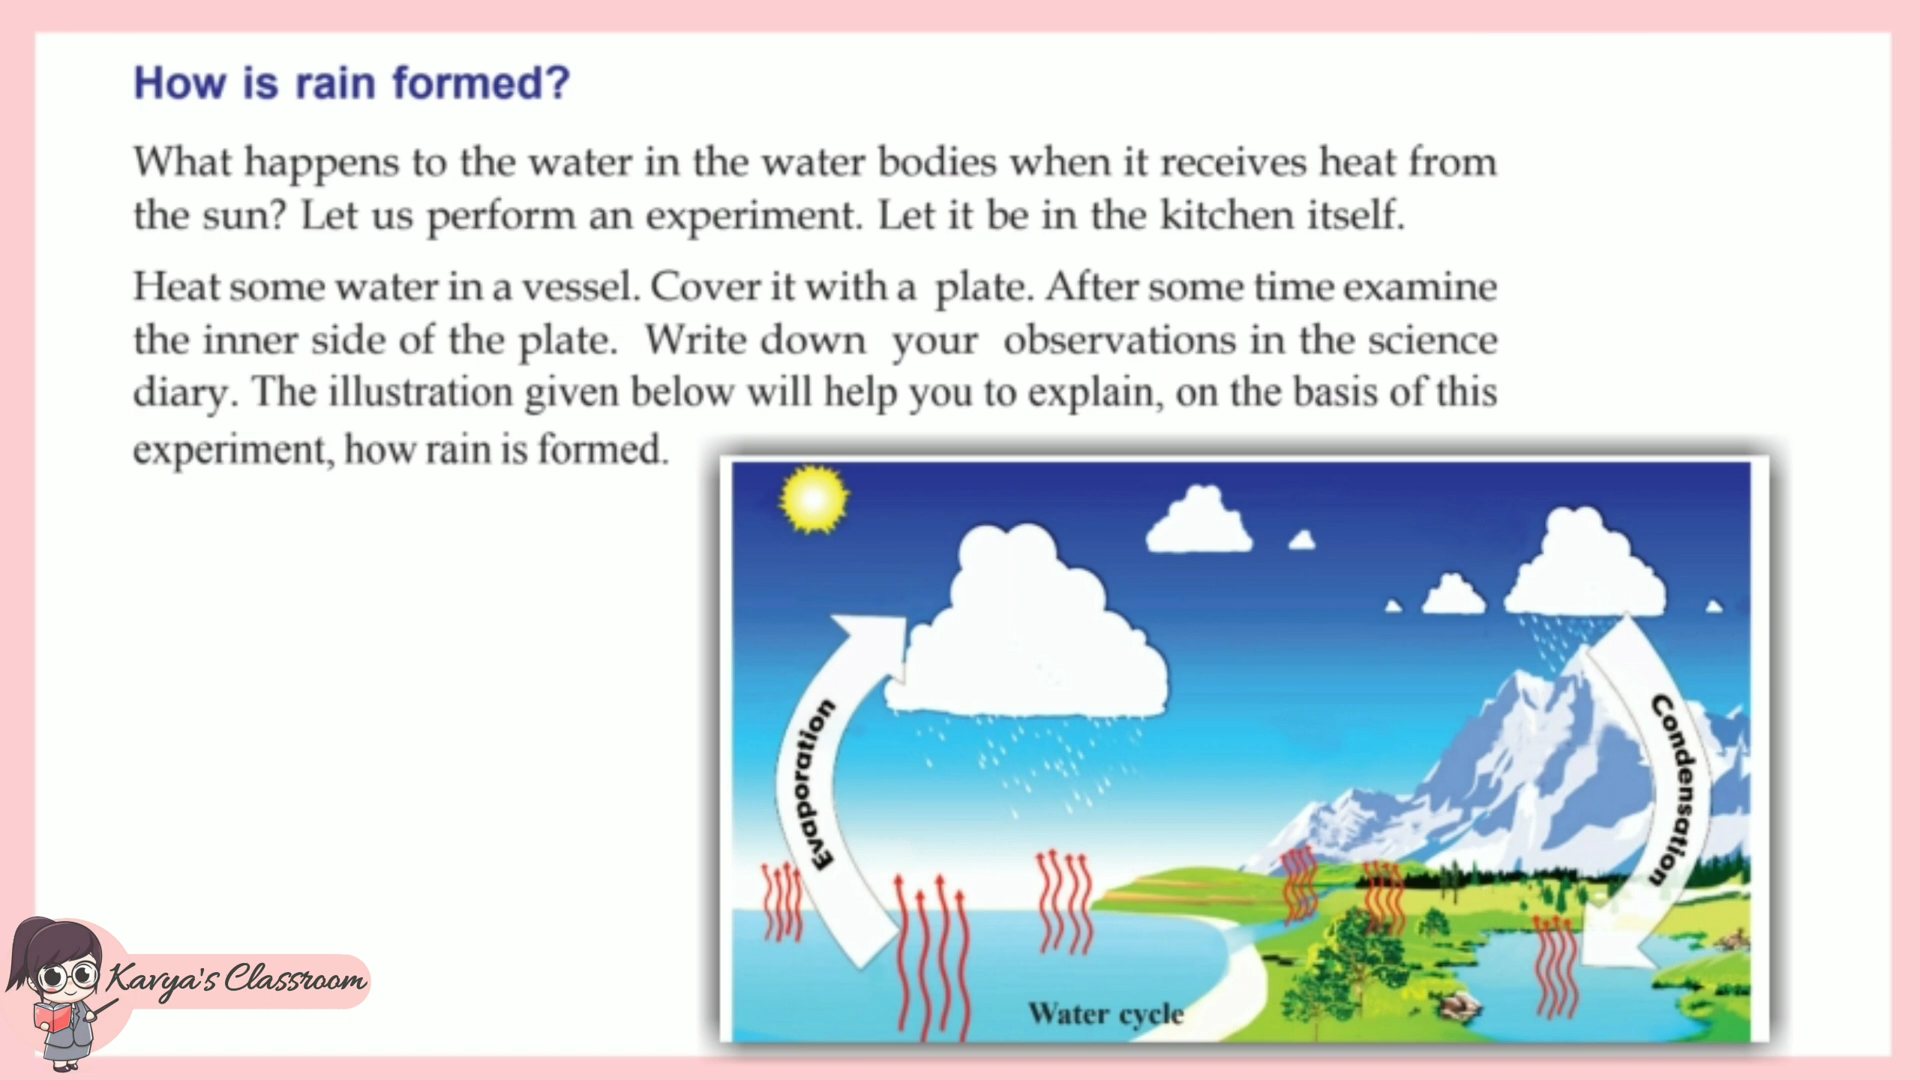 How is rain formed?
What happens to the water in the water bodies when it receives heat from
the sun? Let us perform an experiment. Let it be in the kitchen itself.
Heat some water in a vessel. Cover it with a plate. After some time examine
the inner side of the plate. Write down your observations in the science
diary. The illustration given below will help you to explain, on the basis of this
experiment, how rain is formed.
Evaporation
Condensation
Water cycle
Kavya's Classroom